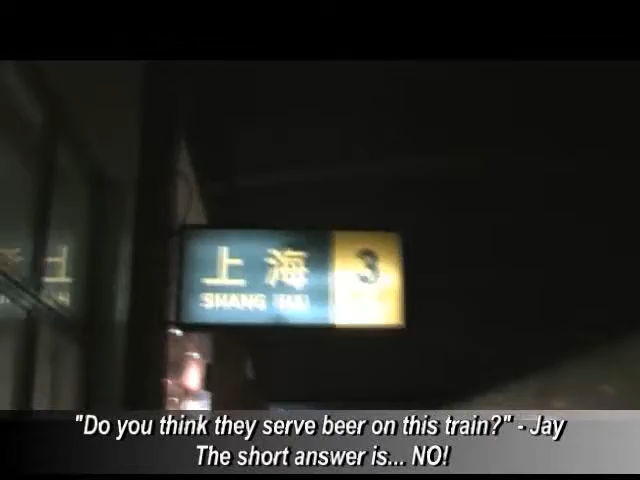 上海 3
SHANG HAI
"Do you think they serve beer on this train?" - Jay
The short answer is... NO!